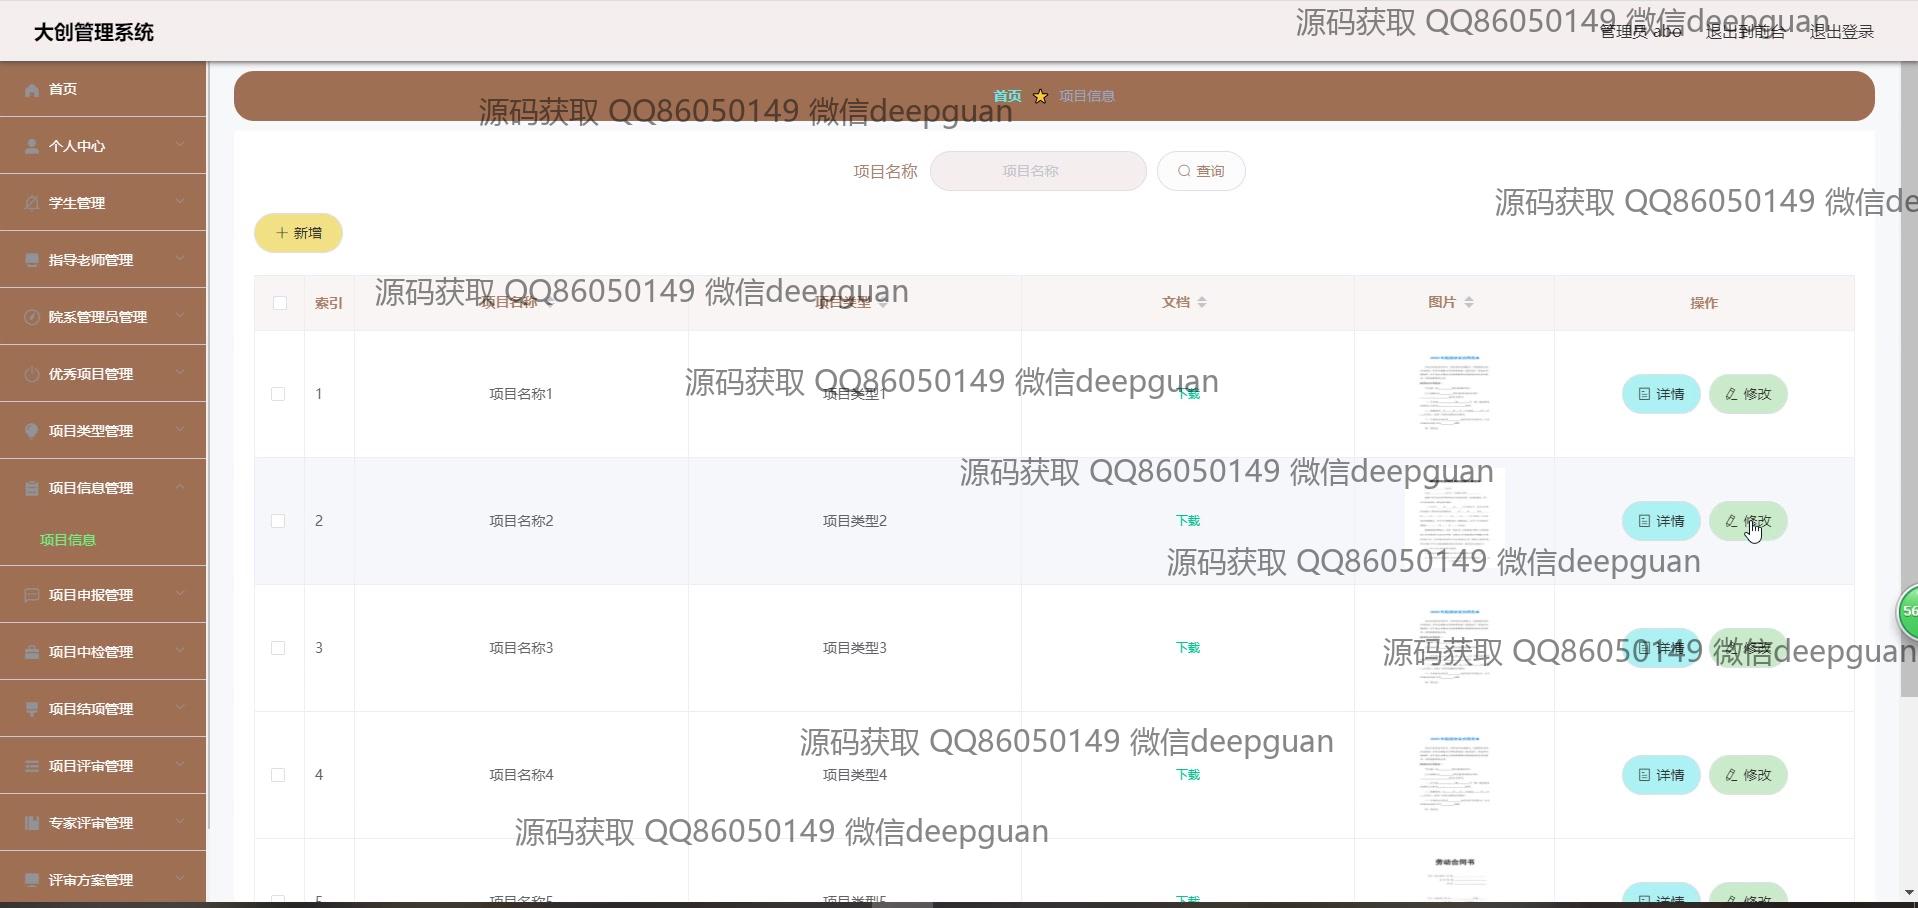 大创管理系统
管理员 abo 退出到前台 退出登录
源码获取 QQ86050149 微信deepguan
首页
个人中心
学生管理
指导老师管理
院系管理员管理
优秀项目管理
项目类型管理
项目信息管理
项目信息
项目申报管理
项目中检管理
项目结项管理
项目评审管理
专家评审管理
评审方案管理
首页 项目信息
源码获取 QQ86050149 微信deepguan
项目名称 项目名称 查询
源码获取 QQ86050149 微信de
新增
源码获取 QQ86050149 微信deepguan
索引 项目名称 项目类型 文档 图片 操作
源码获取 QQ86050149 微信deepguan
1 项目名称1 项目类型1 下载 详情 修改
源码获取 QQ86050149 微信deepguan
2 项目名称2 项目类型2 下载 详情 修改
源码获取 QQ86050149 微信deepguan
56
3 项目名称3 项目类型3 下载 详情 修改
源码获取 QQ86050149 微信deepguan
源码获取 QQ86050149 微信deepguan
4 项目名称4 项目类型4 下载 详情 修改
源码获取 QQ86050149 微信deepguan
劳动合同书
5 项目名称5 项目类型5 下载 详情 修改